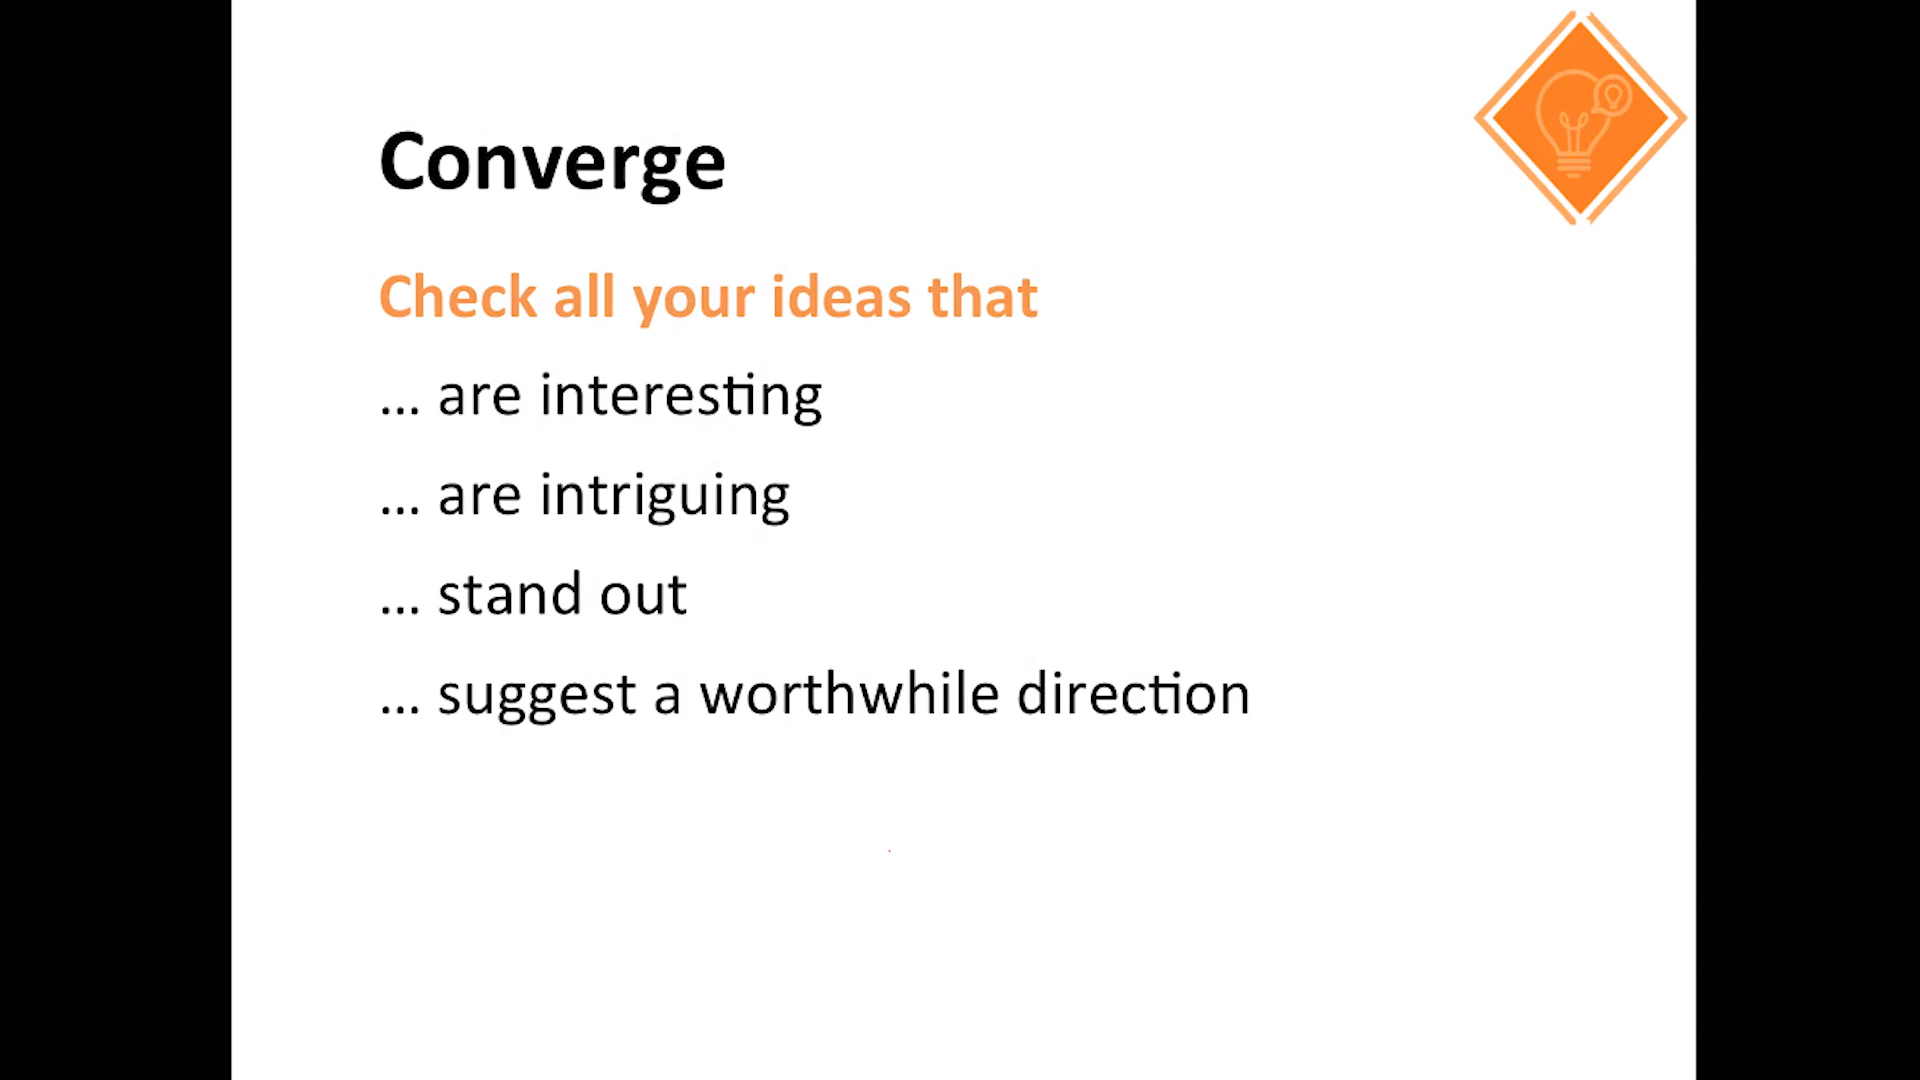 Converge
Check all your ideas that
... are interesting
... are intriguing
... stand out
... suggest a worthwhile direction